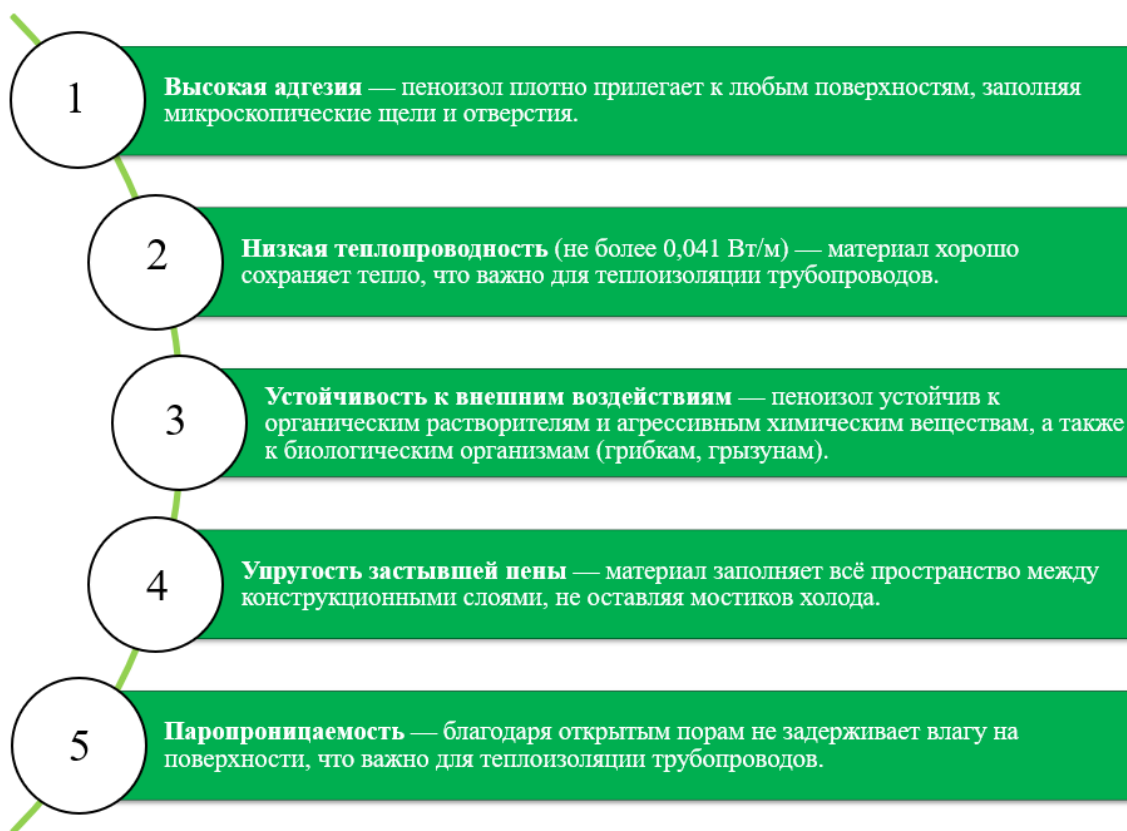 1
Высокая адгезия — пеноизол плотно прилегает к любым поверхностям, заполняя
микроскопические щели и отверстия.
2
Низкая теплопроводность (не более 0,041 Вт/м) — материал хорошо
сохраняет тепло, что важно для теплоизоляции трубопроводов.
3
Устойчивость к внешним воздействиям — пеноизол устойчив к
органическим растворителям и агрессивным химическим веществам, а также
к биологическим организмам (грибкам, грызунам).
4
Упругость застывшей пены — материал заполняет всё пространство между
конструкционными слоями, не оставляя мостиков холода.
5
Паропроницаемость — благодаря открытым порам не задерживает влагу на
поверхности, что важно для теплоизоляции трубопроводов.